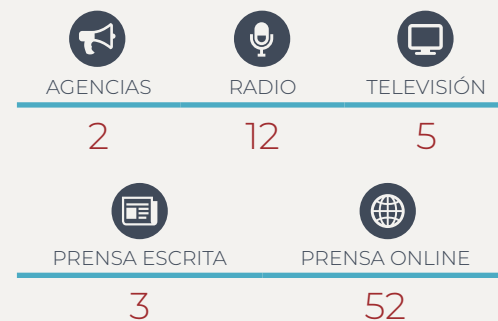 AGENCIAS RADIO TELEVISIÓN
2 12 5
PRENSA ESCRITA PRENSA ONLINE
3 52